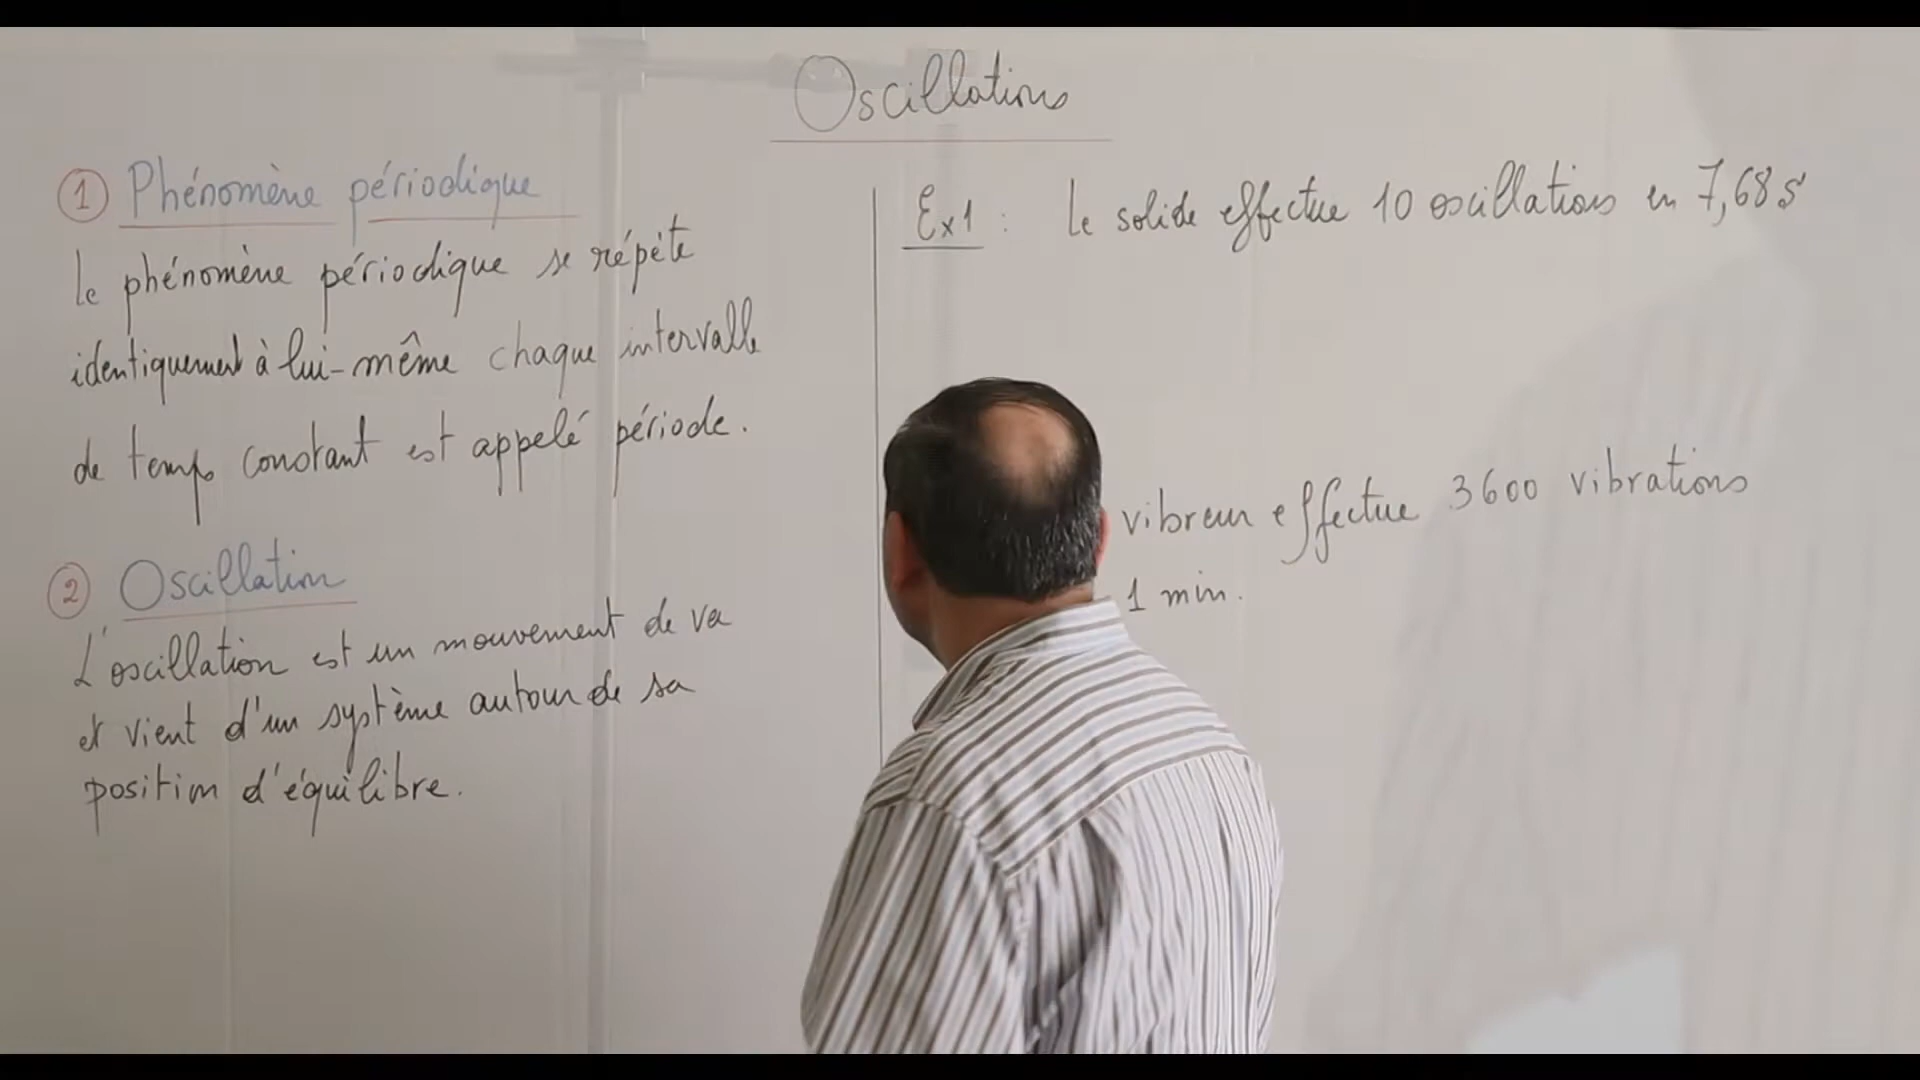 Oscillations
① Phénomène périodique
Le phénomène périodique se répète
identiquement à lui-même chaque intervalle
de temps constant est appelé période.
② Oscillation
L'oscillation est un mouvement de va
et vient d'un système autour de sa
position d'équilibre.
Ex1 : Le solide effectue 10 oscillations en 7,68 s
vibreur effectue 3600 vibrations
1 min.